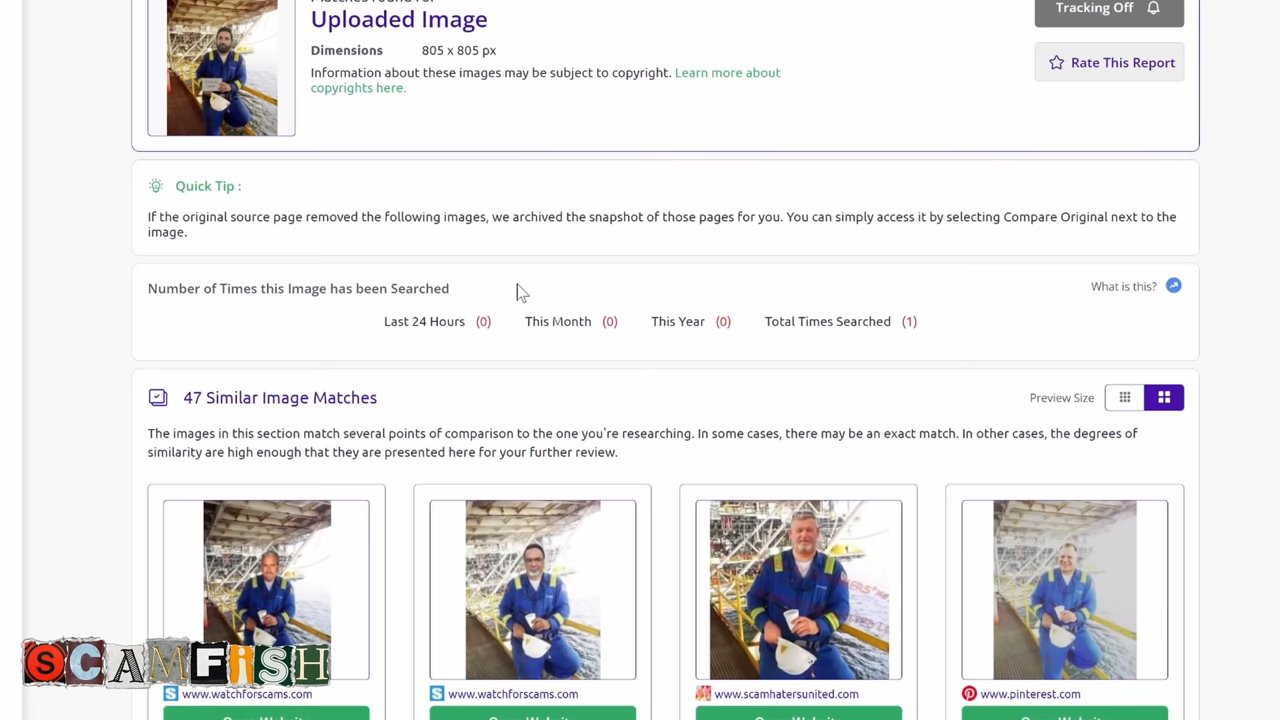 Uploaded Image
Tracking Off
Dimensions 805 x 805 px
Information about these images may be subject to copyright. Learn more about
copyrights here.
Rate This Report
Quick Tip :
If the original source page removed the following images, we archived the snapshot of those pages for you. You can simply access it by selecting Compare Original next to the
image.
Number of Times this Image has been Searched
What is this?
Last 24 Hours (0) This Month (0) This Year (0) Total Times Searched (1)
47 Similar Image Matches
Preview Size
The images in this section match several points of comparison to the one you're researching. In some cases, there may be an exact match. In other cases, the degrees of
similarity are high enough that they are presented here for your further review.
SCAMFiSH
www.watchforscams.com
www.watchforscams.com
www.scamhatersunited.com
www.pinterest.com